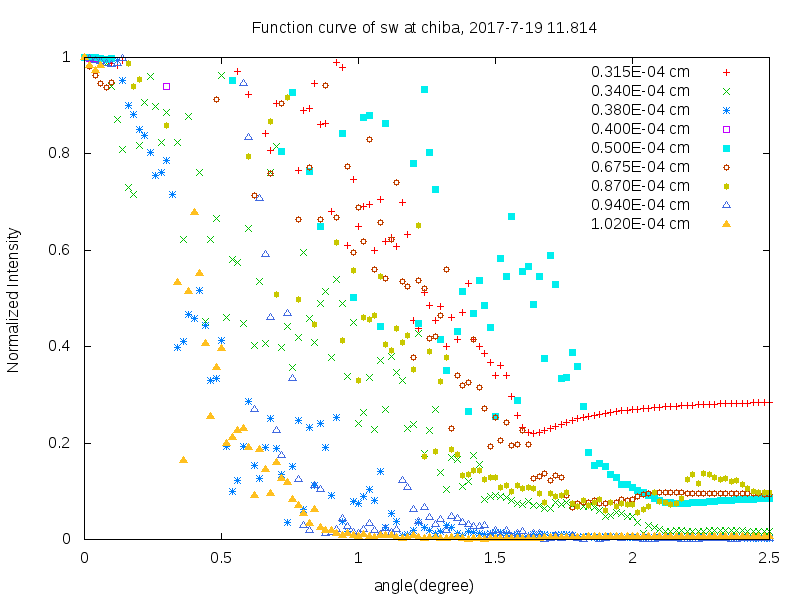 Function curve of sw at chiba, 2017-7-19 11.814
0.315E-04 cm
0.340E-04 cm
0.380E-04 cm
0.400E-04 cm
0.500E-04 cm
0.675E-04 cm
0.870E-04 cm
0.940E-04 cm
1.020E-04 cm
1
0.8
0.6
0.4
0.2
0
Normalized Intensity
0 0.5 1 1.5 2 2.5
angle(degree)